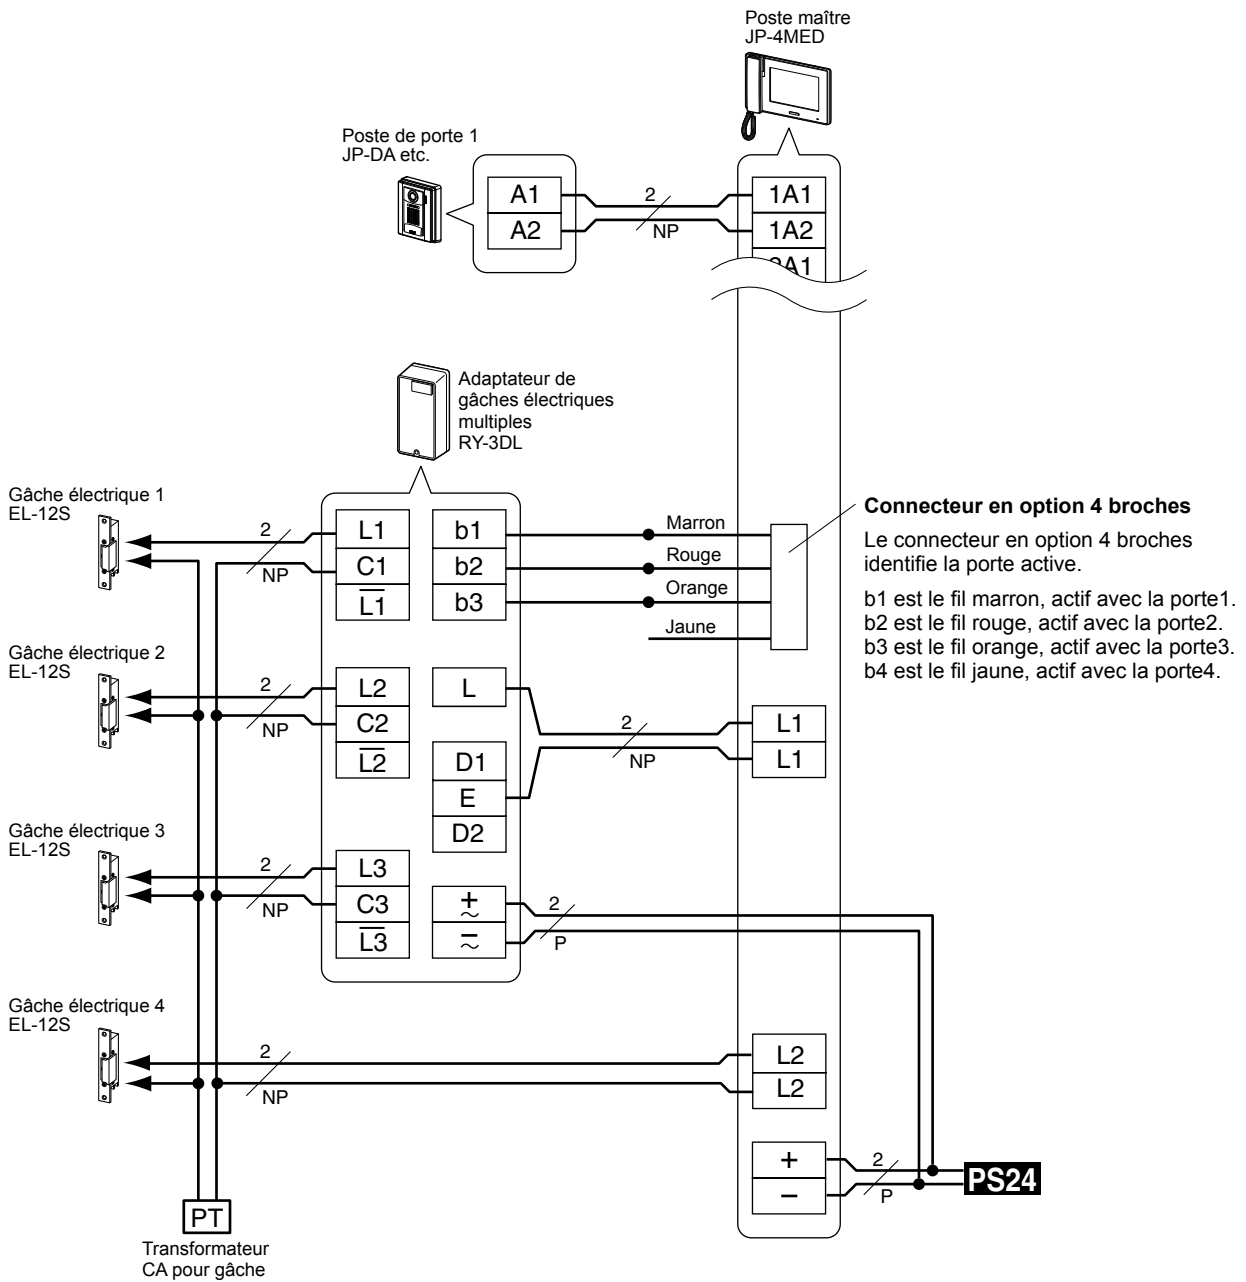 Poste maître
JP-4MED
Poste de porte 1
JP-DA etc.
A1
A2
2
NP
1A1
1A2
2A1
Adaptateur de
gâches électriques
multiples
RY-3DL
Gâche électrique 1
EL-12S
2
NP
L1
C1
L1
b1
b2
b3
Marron
Rouge
Orange
Jaune
Connecteur en option 4 broches
Le connecteur en option 4 broches
identifie la porte active.
b1 est le fil marron, actif avec la porte1.
b2 est le fil rouge, actif avec la porte2.
b3 est le fil orange, actif avec la porte3.
b4 est le fil jaune, actif avec la porte4.
Gâche électrique 2
EL-12S
2
NP
L2
C2
L2
L
D1
E
D2
2
NP
L1
L1
Gâche électrique 3
EL-12S
2
NP
L3
C3
L3
+
~
−
~
2
P
Gâche électrique 4
EL-12S
2
NP
L2
L2
+
−
2
P
PS24
PT
Transformateur
CA pour gâche